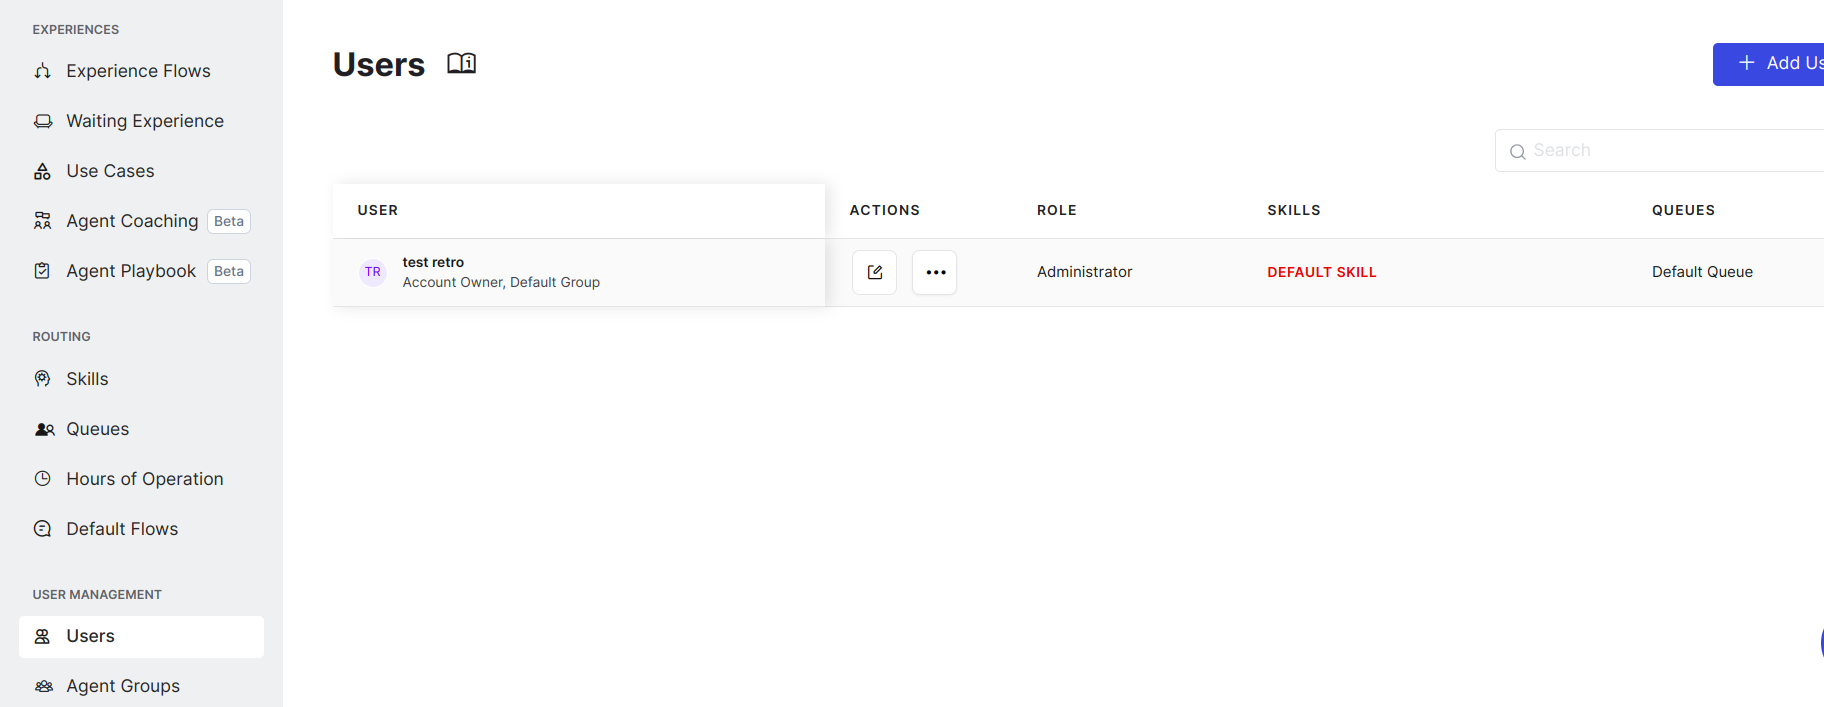 EXPERIENCES
Experience Flows
Waiting Experience
Use Cases
Agent Coaching Beta
Agent Playbook Beta
ROUTING
Skills
Queues
Hours of Operation
Default Flows
USER MANAGEMENT
Users
Agent Groups
Users
Add Us
Search
USER ACTIONS ROLE SKILLS QUEUES
TR test retro
Account Owner, Default Group
Administrator DEFAULT SKILL Default Queue